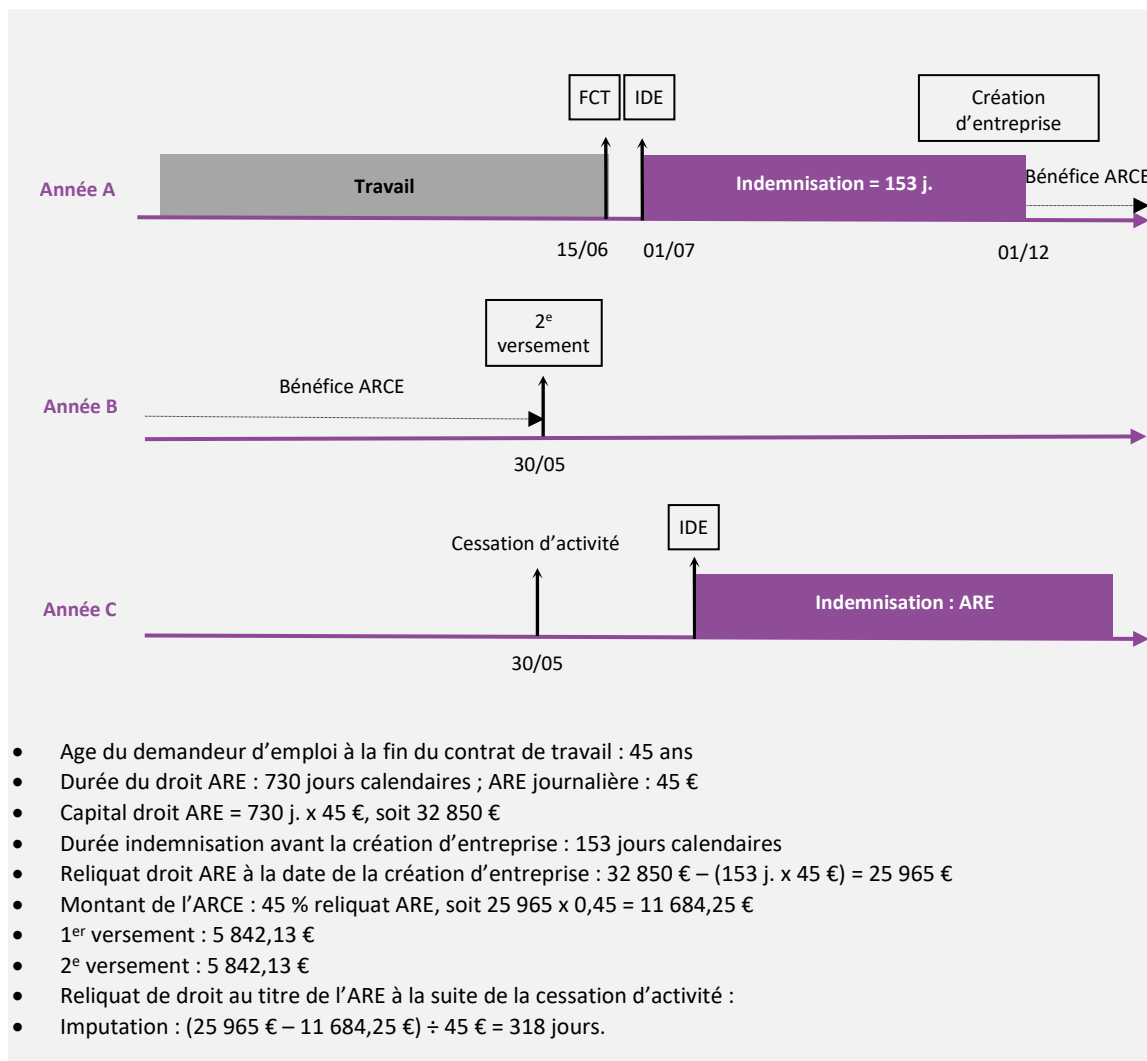 FCT
IDE
Création
d’entreprise
Année A
Travail
Indemnisation = 153 j.
Bénéfice ARCE
15/06
01/07
01/12
2e
versement
Bénéfice ARCE
Année B
30/05
Cessation d’activité
IDE
Année C
Indemnisation : ARE
30/05
• Age du demandeur d’emploi à la fin du contrat de travail : 45 ans
• Durée du droit ARE : 730 jours calendaires ; ARE journalière : 45 €
• Capital droit ARE = 730 j. x 45 €, soit 32 850 €
• Durée indemnisation avant la création d’entreprise : 153 jours calendaires
• Reliquat droit ARE à la date de la création d’entreprise : 32 850 € – (153 j. x 45 €) = 25 965 €
• Montant de l’ARCE : 45 % reliquat ARE, soit 25 965 x 0,45 = 11 684,25 €
• 1er versement : 5 842,13 €
• 2e versement : 5 842,13 €
• Reliquat de droit au titre de l’ARE à la suite de la cessation d’activité :
• Imputation : (25 965 € – 11 684,25 €) ÷ 45 € = 318 jours.